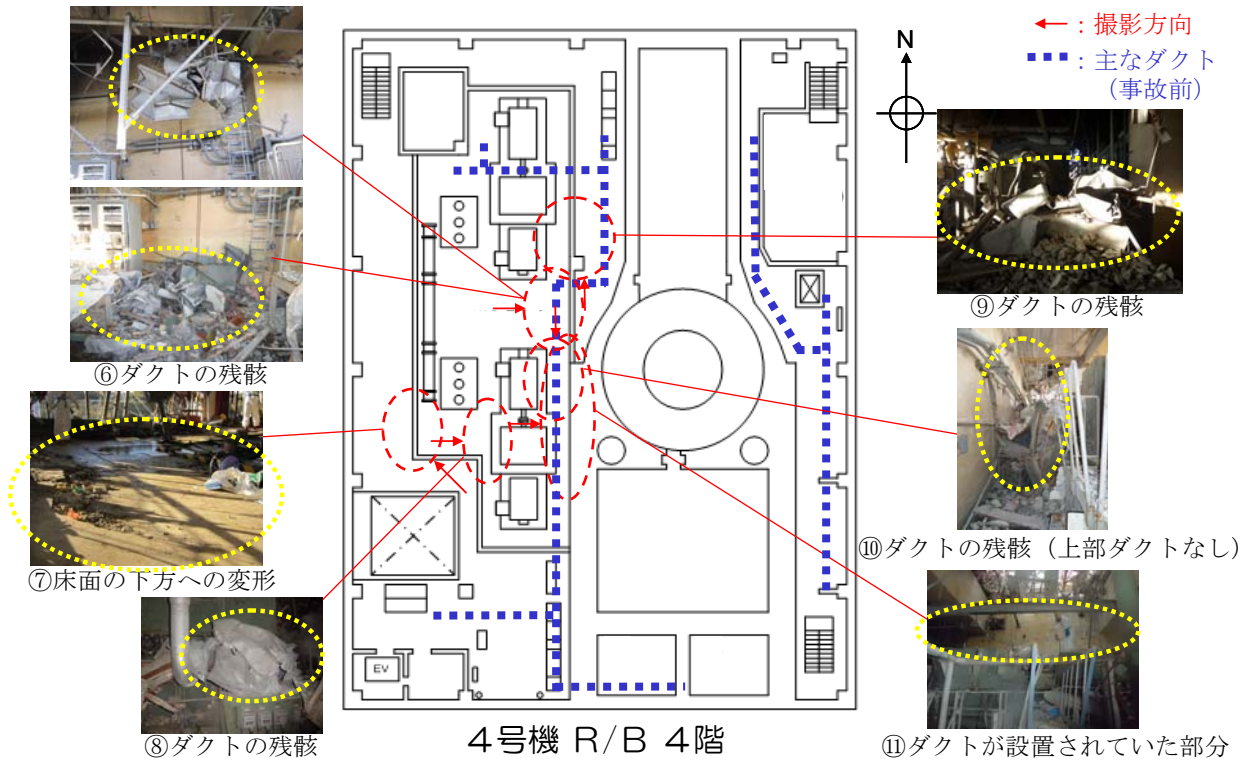 ←：撮影方向
：主なダクト
（事故前）
N
⑥ダクトの残骸
⑦床面の下方への変形
⑧ダクトの残骸
⑨ダクトの残骸
⑩ダクトの残骸（上部ダクトなし）
⑪ダクトが設置されていた部分
EV
４号機 R/B ４階